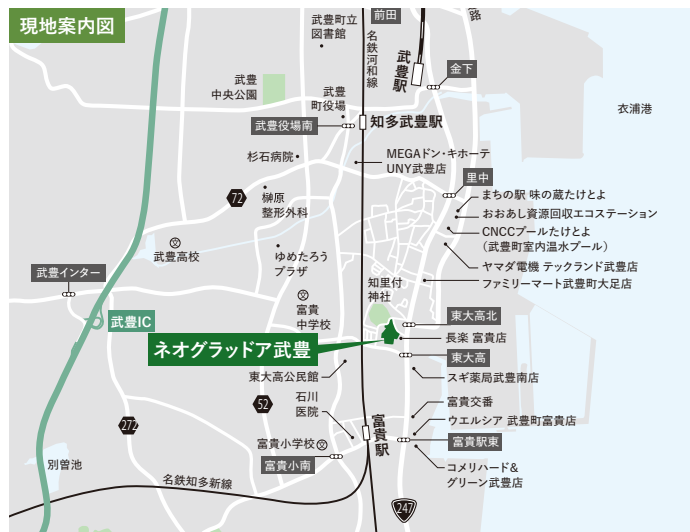 現地案内図
武豊町立
図書館
前田
路
名鉄河和線
武豊駅
金下
武豊
中央公園
武豊
町役場
武豊役場南
知多武豊駅
衣浦港
杉石病院
MEGAドン・キホーテ
UNY武豊店
里中
まちの駅 味の蔵たけとよ
72
榊原
整形外科
おおあし資源回収エコステーション
CNCCプールたけとよ
（武豊町室内温水プール）
文
武豊高校
ゆめたろう
プラザ
ヤマダ電機 テックランド武豊店
武豊インター
知里付
神社
ファミリーマート武豊町大足店
文
富貴
中学校
武豊IC
東大高北
ネオグラッドア武豊
長楽 富貴店
東大高
東大高公民館
スギ薬局武豊南店
52
石川
医院
富貴交番
272
富貴駅
ウエルシア 武豊町富貴店
富貴小学校文
富貴駅東
別曽池
富貴小南
コメリハード&
グリーン武豊店
名鉄知多新線
247